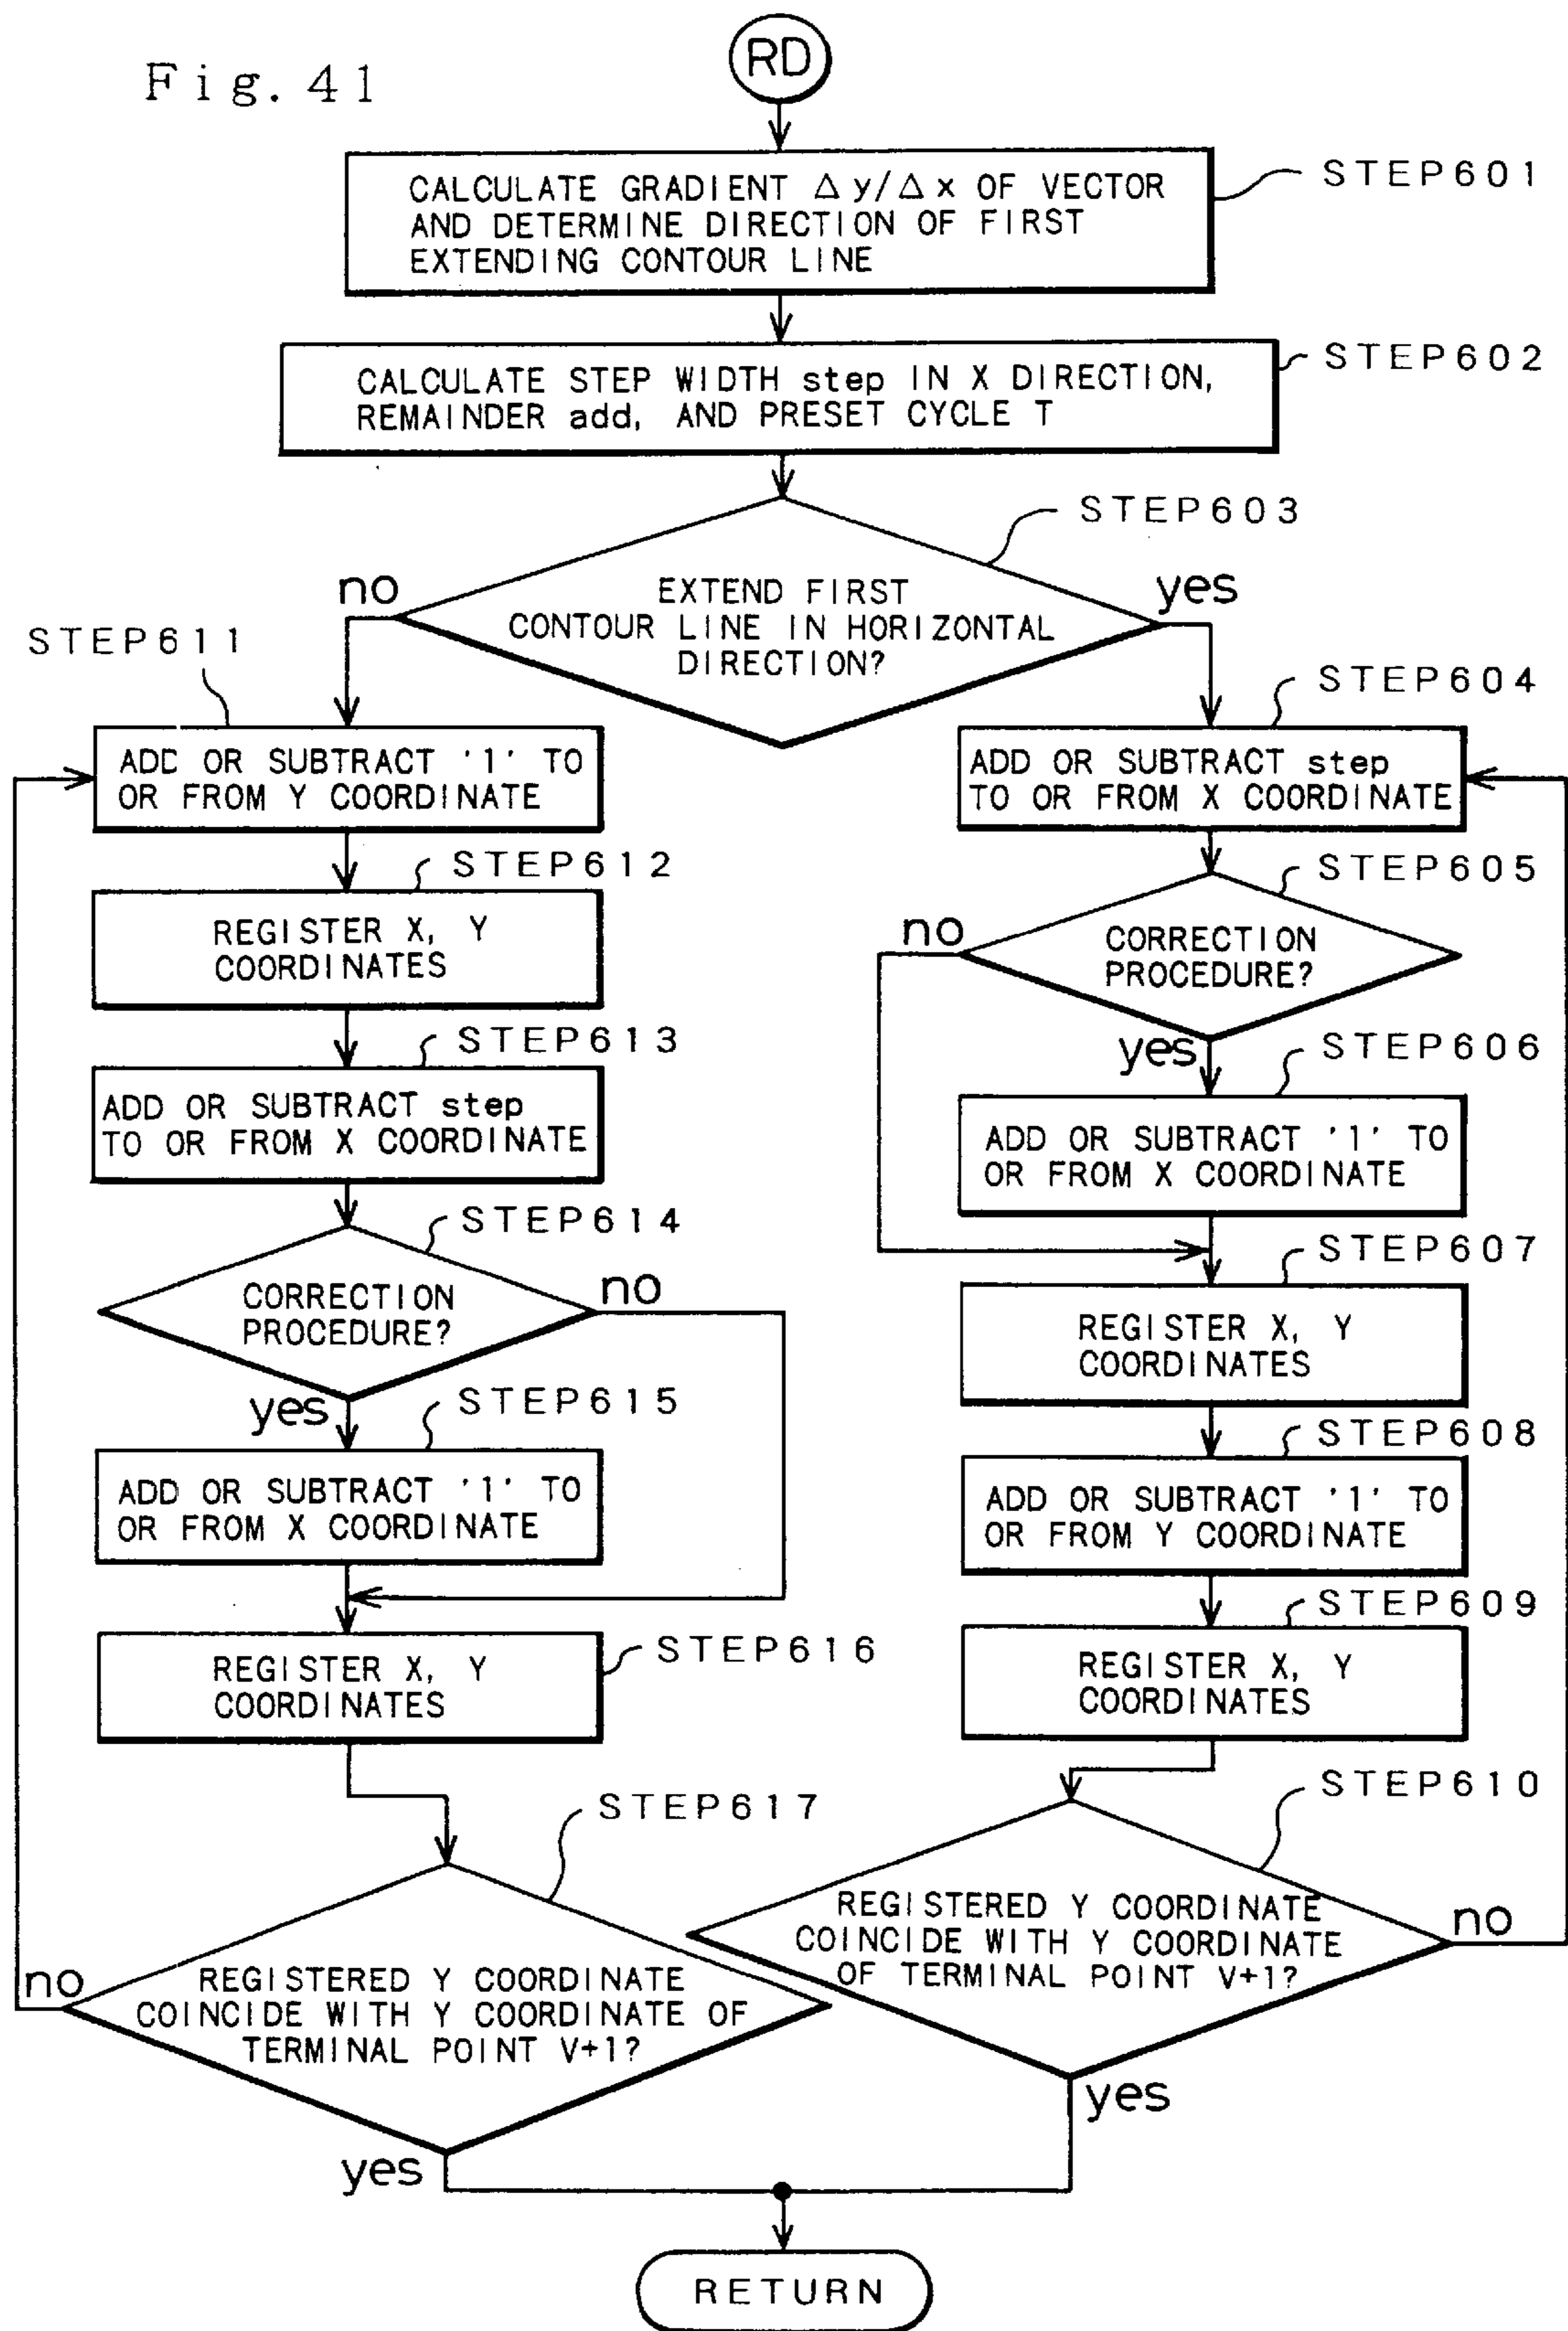 Fig. 41
RD
CALCULATE GRADIENT Δy/Δx OF VECTOR
AND DETERMINE DIRECTION OF FIRST
EXTENDING CONTOUR LINE
STEP601
CALCULATE STEP WIDTH step IN X DIRECTION,
REMAINDER add, AND PRESET CYCLE T
STEP602
STEP603
EXTEND FIRST
CONTOUR LINE IN HORIZONTAL
DIRECTION?
no
yes
STEP611
ADD OR SUBTRACT '1' TO
OR FROM Y COORDINATE
STEP612
REGISTER X, Y
COORDINATES
STEP613
ADD OR SUBTRACT step
TO OR FROM X COORDINATE
STEP614
CORRECTION
PROCEDURE?
no
yes
STEP615
ADD OR SUBTRACT '1' TO
OR FROM X COORDINATE
REGISTER X, Y
COORDINATES
STEP616
STEP617
REGISTERED Y COORDINATE
COINCIDE WITH Y COORDINATE OF
TERMINAL POINT V+1?
no
yes
STEP604
ADD OR SUBTRACT step
TO OR FROM X COORDINATE
STEP605
CORRECTION
PROCEDURE?
no
yes
STEP606
ADD OR SUBTRACT '1' TO
OR FROM X COORDINATE
STEP607
REGISTER X, Y
COORDINATES
STEP608
ADD OR SUBTRACT '1' TO
OR FROM Y COORDINATE
STEP609
REGISTER X, Y
COORDINATES
STEP610
REGISTERED Y COORDINATE
COINCIDE WITH Y COORDINATE
OF TERMINAL POINT V+1?
no
yes
RETURN